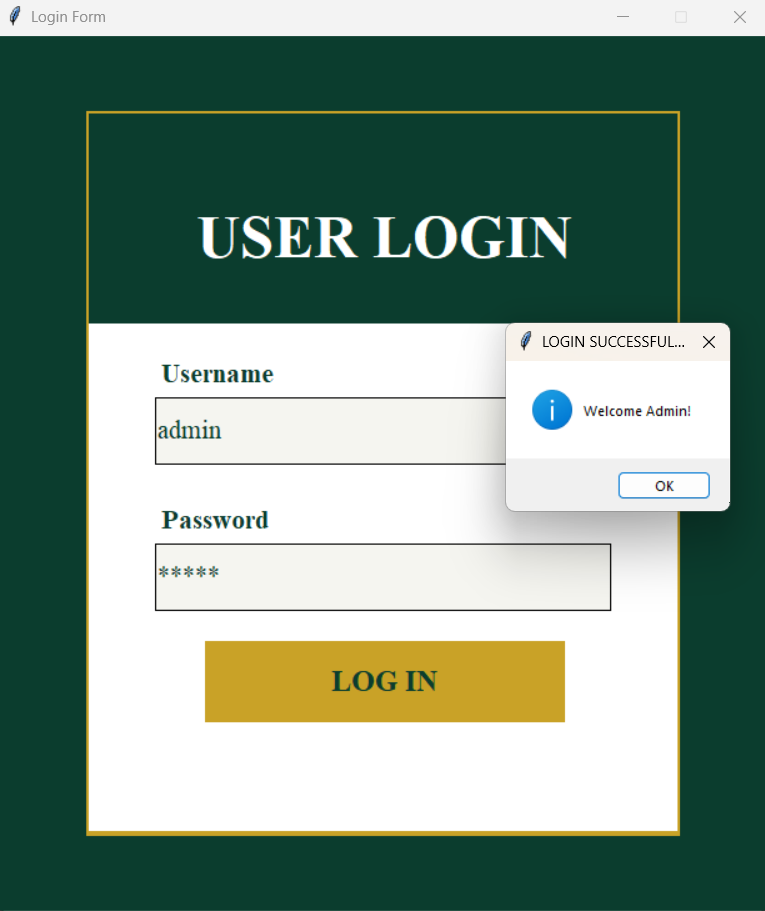 Login Form
USER LOGIN
Username
admin
LOGIN SUCCESSFUL...
Welcome Admin!
OK
Password
*****
LOG IN